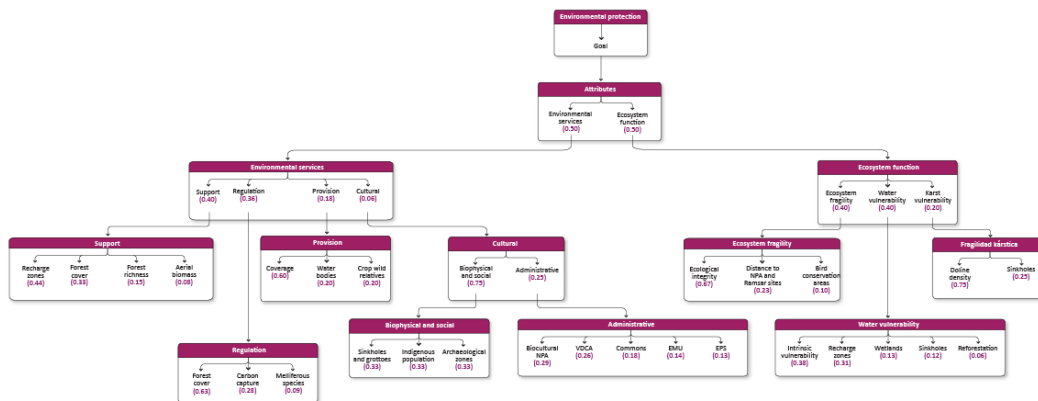 Environmental protection
Goal
Attributes
Environmental services
(0.50)
Ecosystem function
(0.50)
Environmental services
Support
(0.40)
Regulation
(0.36)
Provision
(0.18)
Cultural
(0.06)
Ecosystem function
Ecosystem fragility
(0.40)
Water vulnerability
(0.40)
Karst vulnerability
(0.20)
Support
Recharge zones
(0.44)
Forest cover
(0.33)
Forest richness
(0.15)
Aerial biomass
(0.08)
Provision
Coverage
(0.60)
Water bodies
(0.20)
Crop wild relatives
(0.20)
Cultural
Biophysical and social
(0.75)
Administrative
(0.25)
Ecosystem fragility
Ecological integrity
(0.67)
Distance to NPA and Ramsar sites
(0.23)
Bird conservation areas
(0.10)
Fragilidad kárstica
Doline density
(0.75)
Sinkholes
(0.25)
Regulation
Forest cover
(0.63)
Carbon capture
(0.28)
Melliferous species
(0.09)
Biophysical and social
Sinkholes and grottoes
(0.33)
Indigenous population
(0.33)
Archaeological zones
(0.33)
Administrative
Biocultural NPA
(0.29)
VDCA
(0.26)
Commons
(0.18)
EMU
(0.14)
EPS
(0.13)
Water vulnerability
Intrinsic vulnerability
(0.38)
Recharge zones
(0.31)
Wetlands
(0.13)
Sinkholes
(0.12)
Reforestation
(0.06)